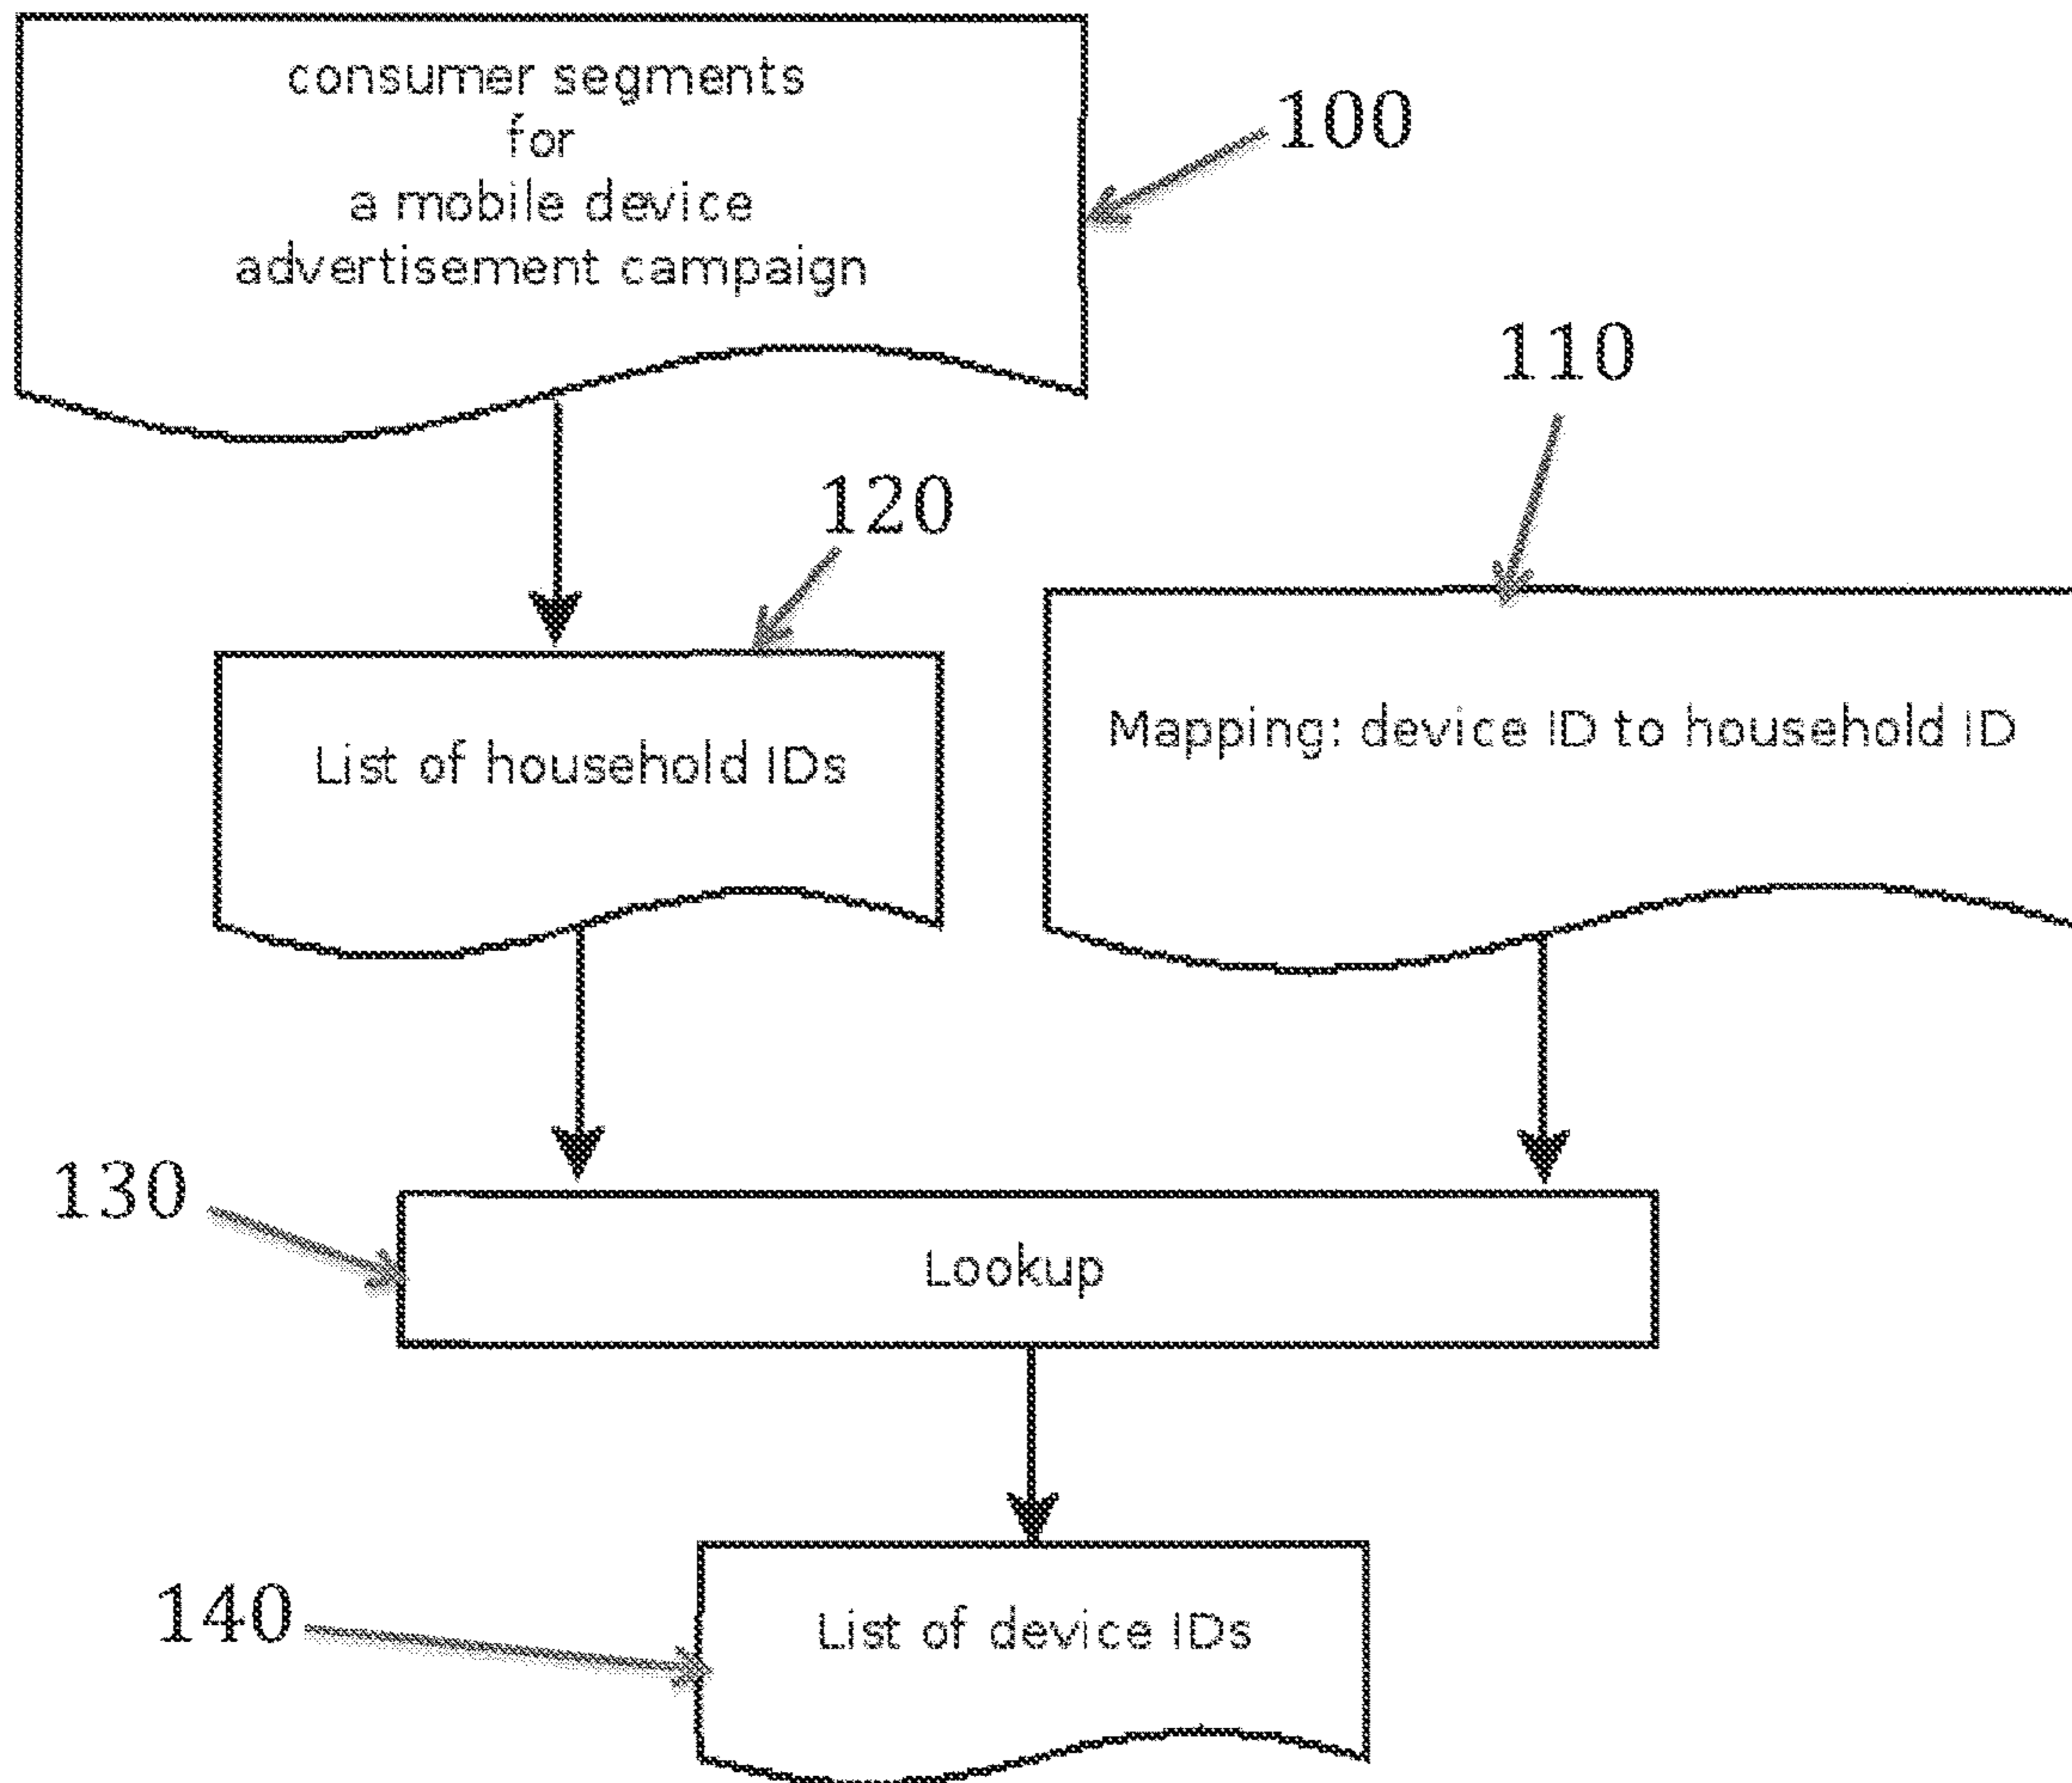 consumer segments
for
a mobile device
advertisement campaign
100
110
120
List of household IDs
Mapping: device ID to household ID
130
Lookup
140
List of device IDs